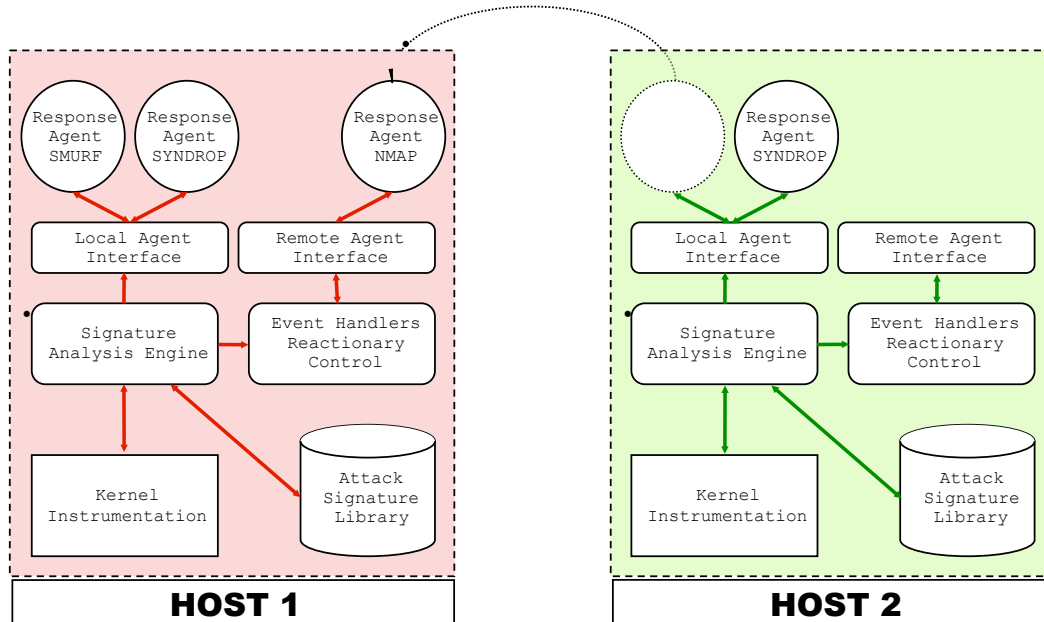 Response
Agent
SMURF
Response
Agent
SYNDROP
Response
Agent
NMAP
Local Agent
Interface
Remote Agent
Interface
Signature
Analysis Engine
Event Handlers
Reactionary
Control
Kernel
Instrumentation
Attack
Signature
Library
HOST 1
Response
Agent
SYNDROP
Local Agent
Interface
Remote Agent
Interface
Signature
Analysis Engine
Event Handlers
Reactionary
Control
Kernel
Instrumentation
Attack
Signature
Library
HOST 2